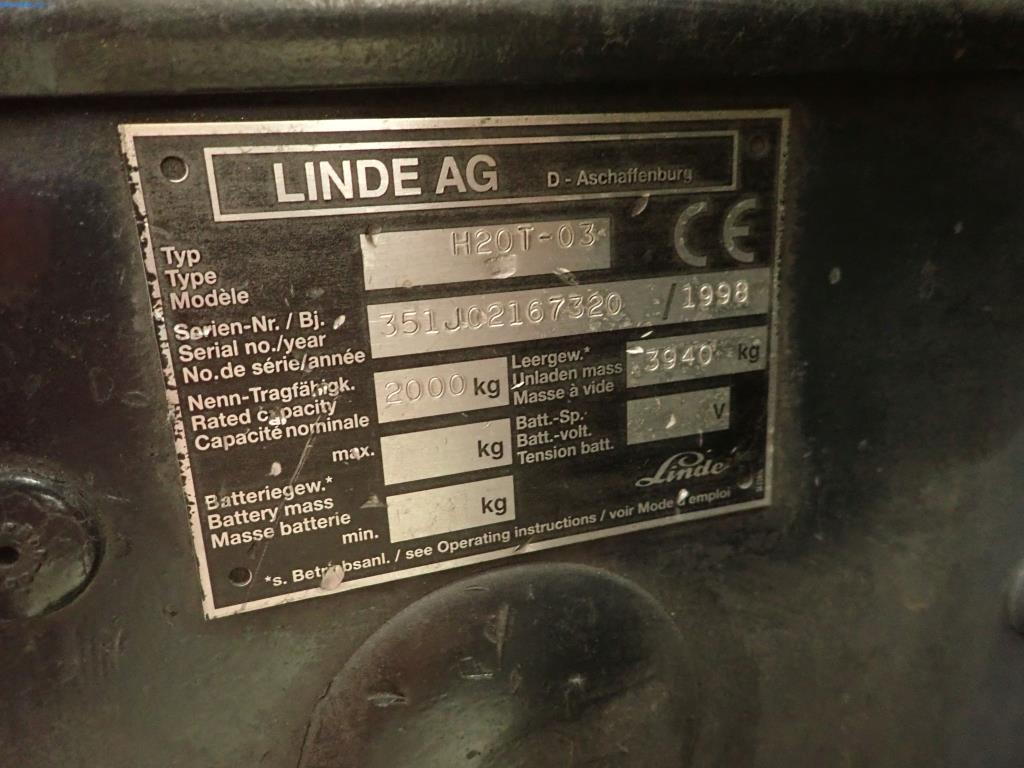 LINDE AG D - Aschaffenburg
Typ
Type
Modèle
H20T-03
CE
Serien-Nr. / Bj.
Serial no./year
No.de série/année
351J02167320 / 1998
Nenn-Tragfähigk.
Rated capacity
Capacité nominale
2000 kg
Leergew.*
Unladen mass
Masse à vide
3940 kg
Batt.-Sp.
Batt.-volt.
Tension batt.
V
Batteriegew.*
Battery mass
Masse batterie
max. kg
min. kg
Linde
*s. Betriebsanl. / see Operating instructions / voir Mode d'emploi